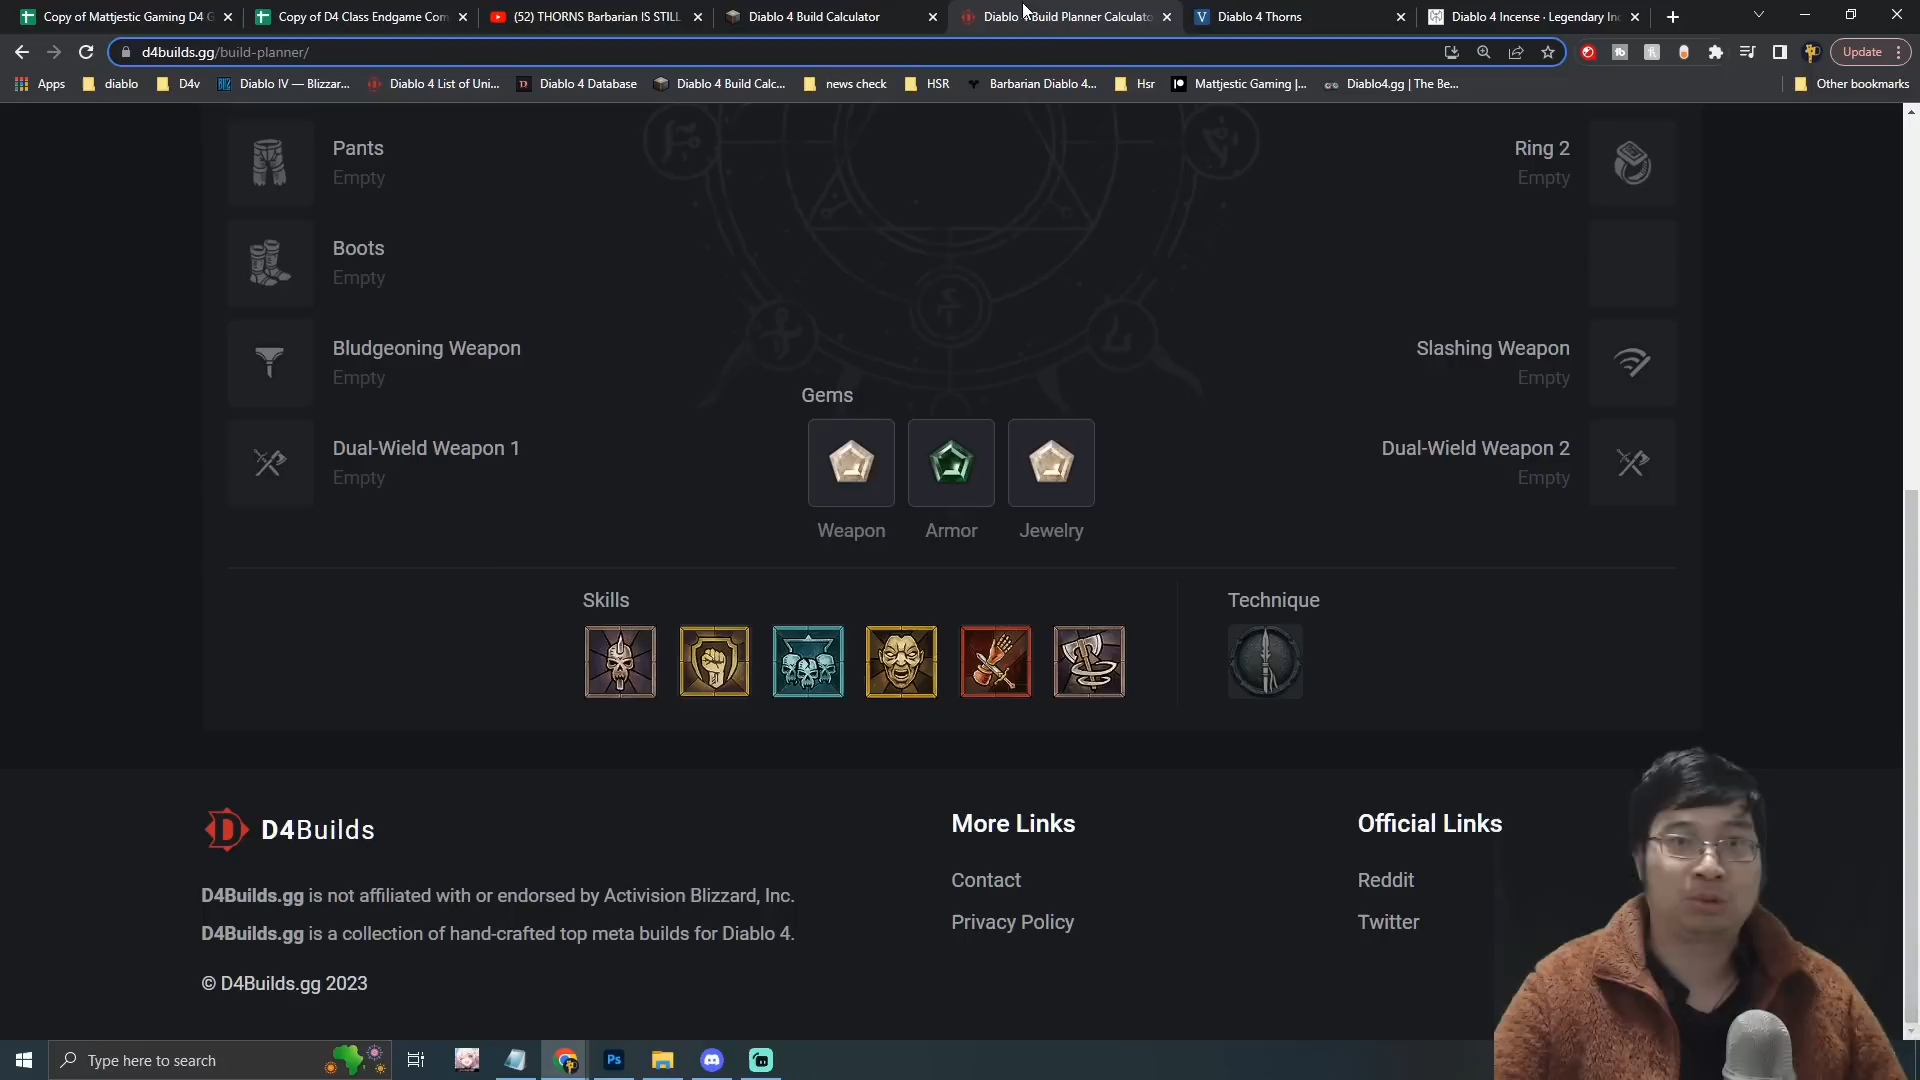 Copy of Mattjestic Gaming D4 G
Copy of D4 Class Endgame Com
(52) THORNS Barbarian IS STILL
Diablo 4 Build Calculator
Diablo 4 Build Planner Calculato
Diablo 4 Thorns
Diablo 4 Incense · Legendary Inc
d4builds.gg/build-planner/
Update
Apps
diablo
D4v
Diablo IV — Blizzar...
Diablo 4 List of Uni...
Diablo 4 Database
Diablo 4 Build Calc...
news check
HSR
Barbarian Diablo 4...
Hsr
Mattjestic Gaming |...
Diablo4.gg | The Be...
Other bookmarks
Pants
Empty
Ring 2
Empty
Boots
Empty
Bludgeoning Weapon
Empty
Slashing Weapon
Empty
Gems
Dual-Wield Weapon 1
Empty
Dual-Wield Weapon 2
Empty
Weapon
Armor
Jewelry
Skills
Technique
D4Builds
More Links
Official Links
Contact
Reddit
D4Builds.gg is not affiliated with or endorsed by Activision Blizzard, Inc.
Privacy Policy
Twitter
D4Builds.gg is a collection of hand-crafted top meta builds for Diablo 4.
© D4Builds.gg 2023
Type here to search
Ps